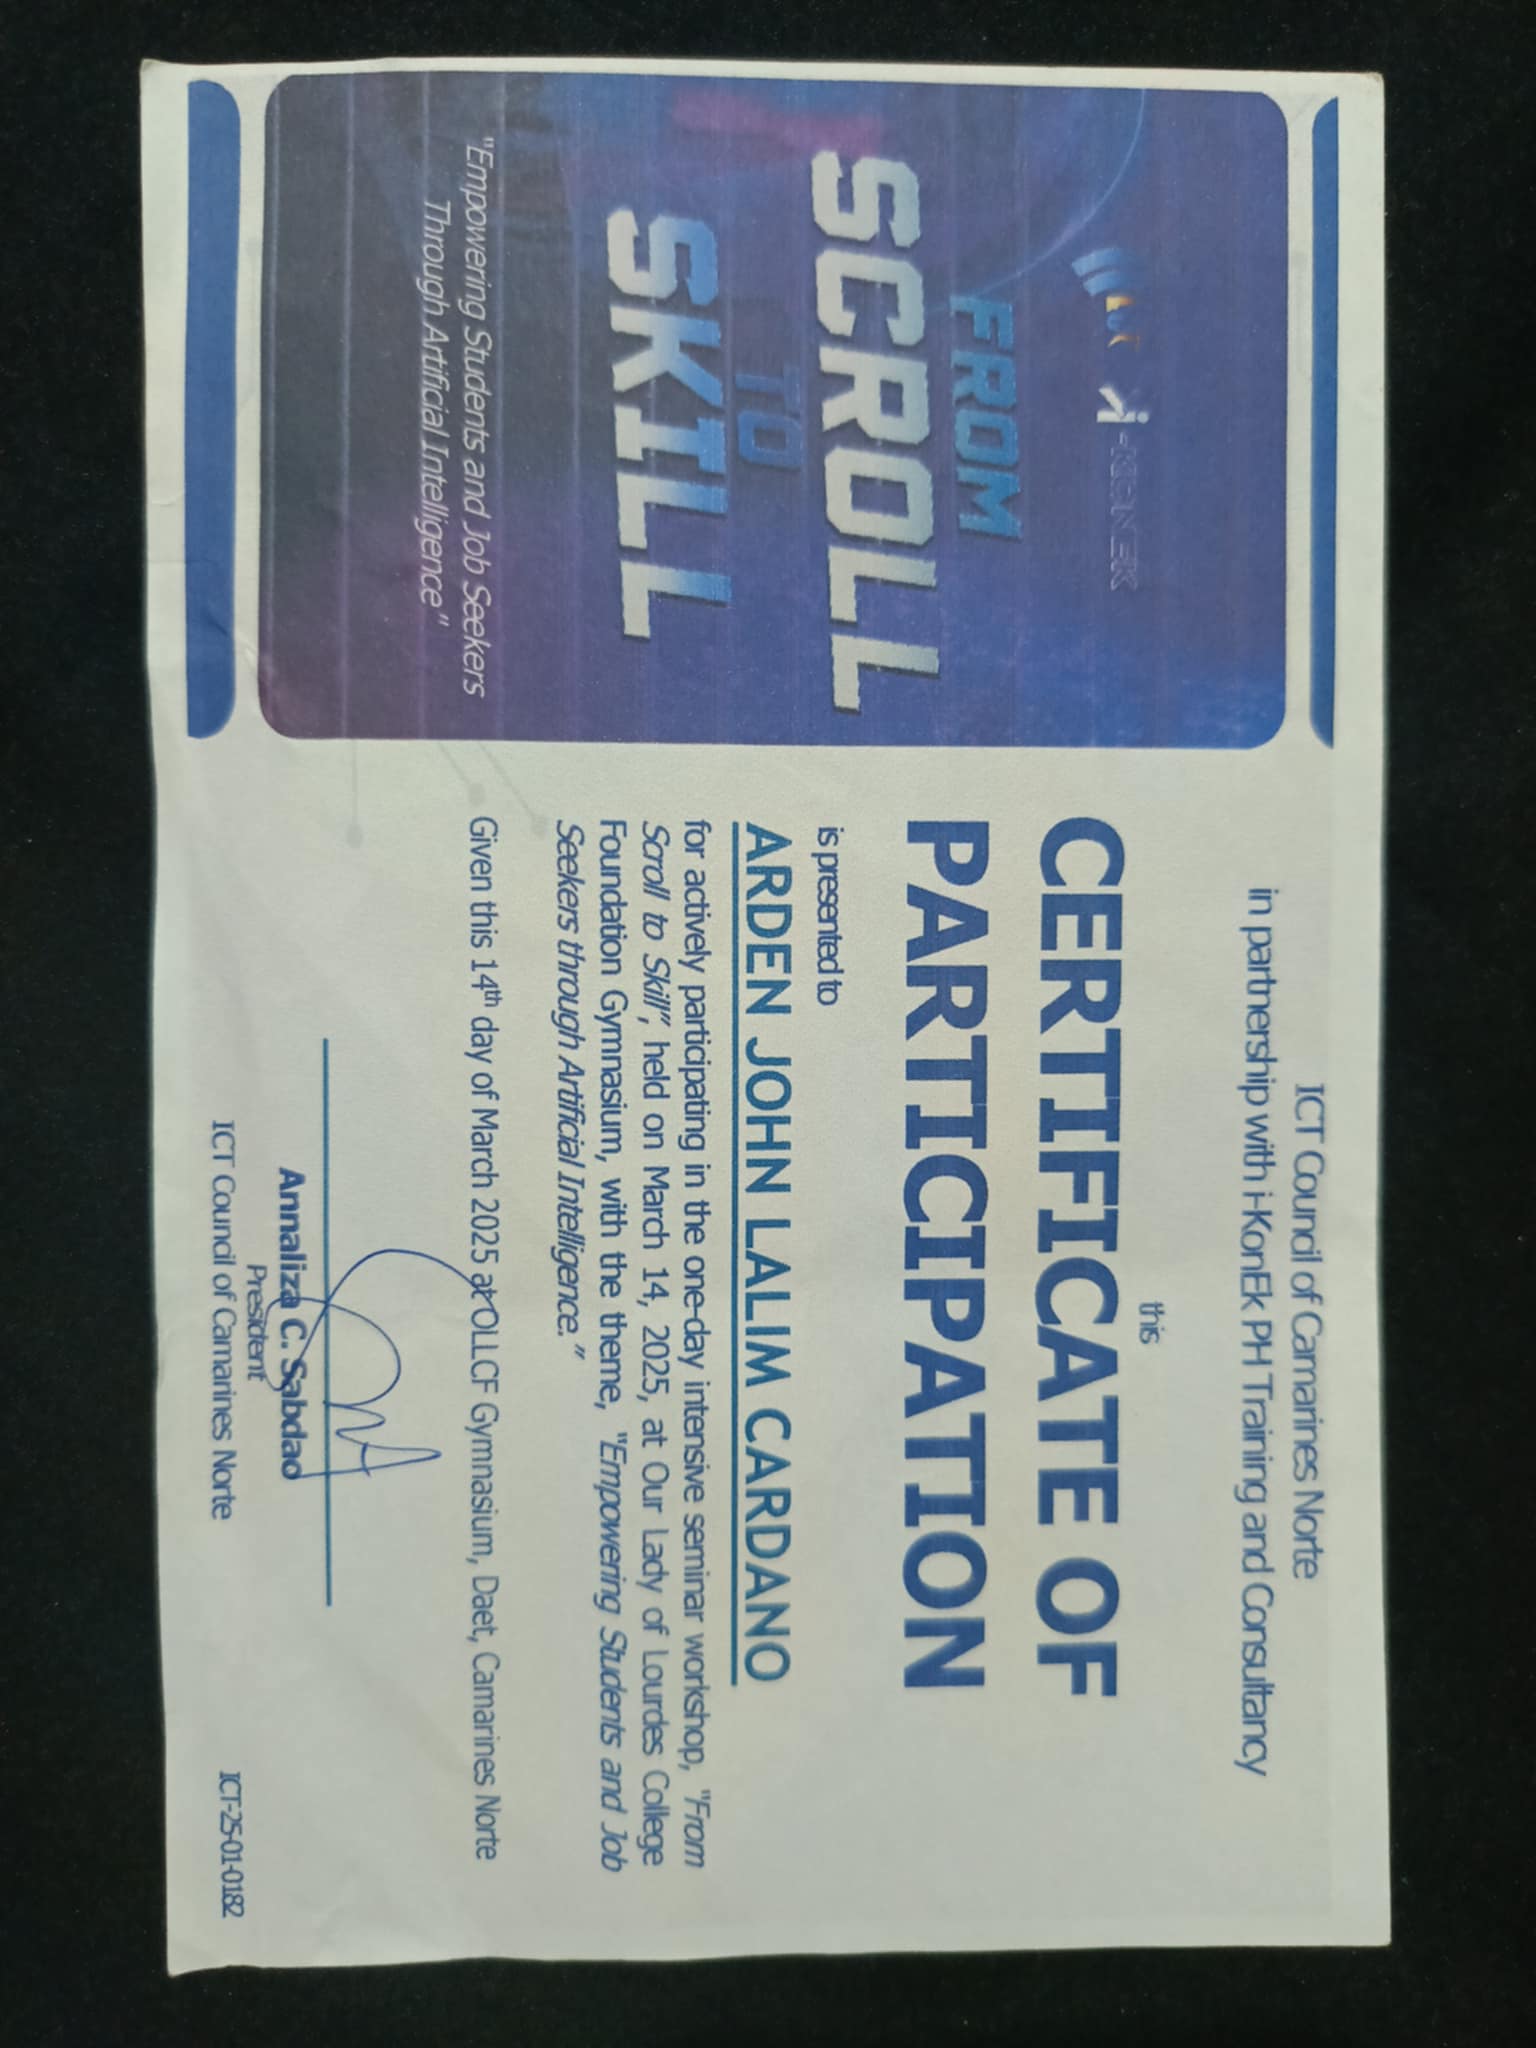 i-KONEK
FROM
SCROLL
TO
SKILL
"Empowering Students and Job Seekers
Through Artificial Intelligence"
ICT Council of Camarines Norte
in partnership with i-KonEk PH Training and Consultancy
this
CERTIFICATE OF
PARTICIPATION
is presented to
ARDEN JOHN LALIM CARDANO
for actively participating in the one-day intensive seminar workshop, "From
Scroll to Skill", held on March 14, 2025, at Our Lady of Lourdes College
Foundation Gymnasium, with the theme, "Empowering Students and Job
Seekers through Artificial Intelligence."
Given this 14th day of March 2025 at OLLCF Gymnasium, Daet, Camarines Norte
Annaliza C. Sabdao
President
ICT Council of Camarines Norte
ICT-25-01-0182